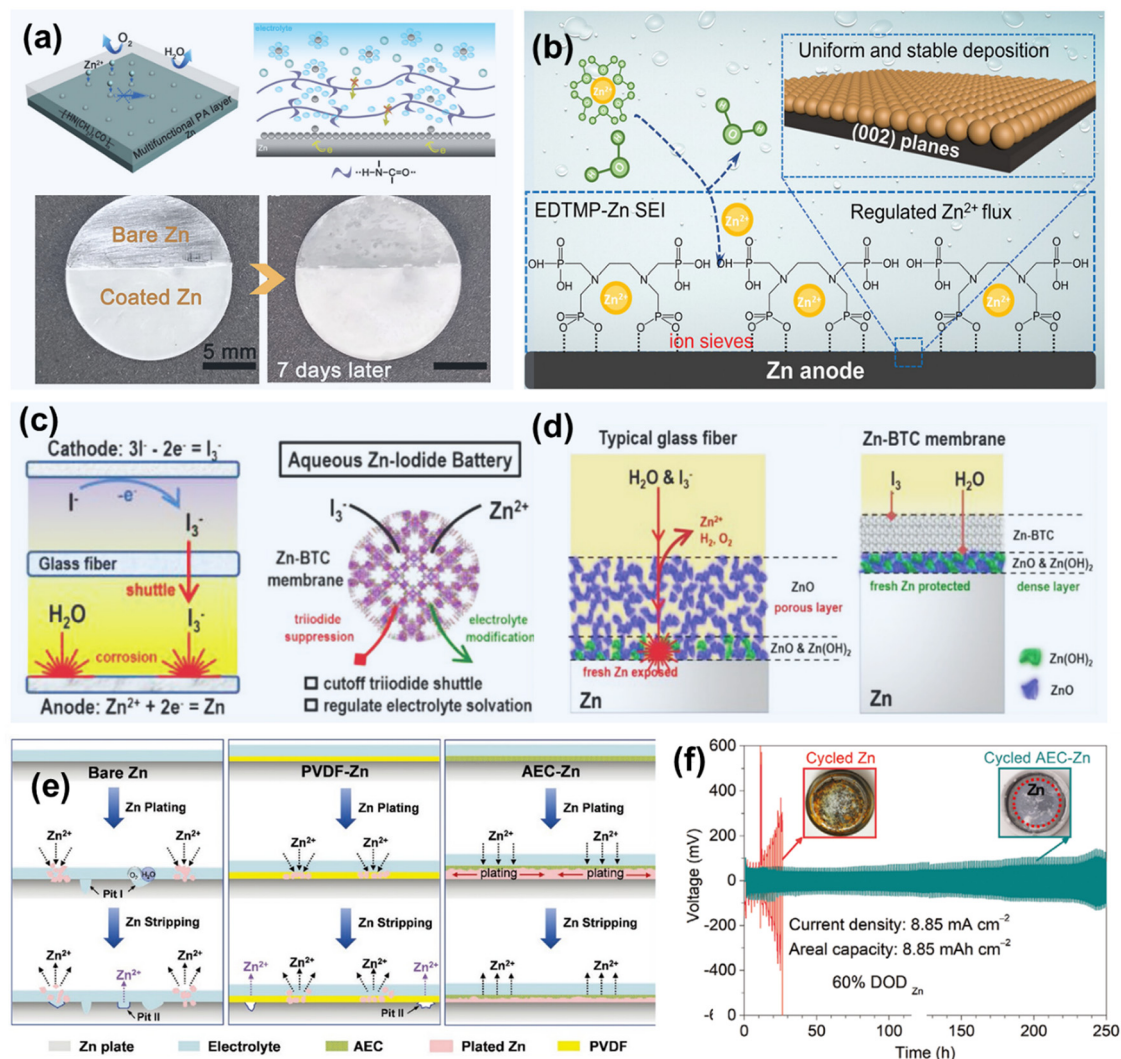 (a)
O₂
H₂O
Zn²⁺
Multifunctional PA layer
Zn
electrolyte
Zn
··H-N-C=O··
Bare Zn
Coated Zn
5 mm
7 days later
(b)
Uniform and stable deposition
(002) planes
Zn²⁺
EDTMP-Zn SEI
Zn²⁺
Regulated Zn²⁺ flux
Zn²⁺
Zn²⁺
Zn²⁺
ion sieves
Zn anode
(c)
Cathode: 3I⁻ - 2e⁻ = I₃⁻
I⁻
-e⁻
I₃⁻
Glass fiber
shuttle
H₂O
I₃⁻
corrosion
Anode: Zn²⁺ + 2e⁻ = Zn
Aqueous Zn-Iodide Battery
I₃⁻
Zn²⁺
Zn-BTC
membrane
triiodide
suppression
electrolyte
modification
cutoff triiodide shuttle
regulate electrolyte solvation
(d)
Typical glass fiber
H₂O & I₃⁻
Zn²⁺
H₂, O₂
ZnO
porous layer
ZnO & Zn(OH)₂
fresh Zn exposed
Zn
Zn-BTC membrane
I₃
H₂O
Zn-BTC
ZnO & Zn(OH)₂
fresh Zn protected
dense layer
Zn(OH)₂
ZnO
Zn
(e)
Bare Zn
PVDF-Zn
AEC-Zn
Zn Plating
Zn Plating
Zn Plating
Zn²⁺
Zn²⁺
Zn²⁺
Zn²⁺
Zn²⁺
Zn²⁺
O₂
H₂O
Pit I
plating
plating
Zn Stripping
Zn Stripping
Zn Stripping
Zn²⁺
Zn²⁺
Zn²⁺
Zn²⁺
Zn²⁺
Zn²⁺
Zn²⁺
Zn²⁺
Pit II
Pit II
Zn plate
Electrolyte
AEC
Plated Zn
PVDF
(f)
Cycled Zn
Cycled AEC-Zn
Zn
Voltage (mV)
600
400
200
0
-200
-400
Current density: 8.85 mA cm⁻²
Areal capacity: 8.85 mAh cm⁻²
60% DOD Zn
0 50 100 150 200 250
Time (h)